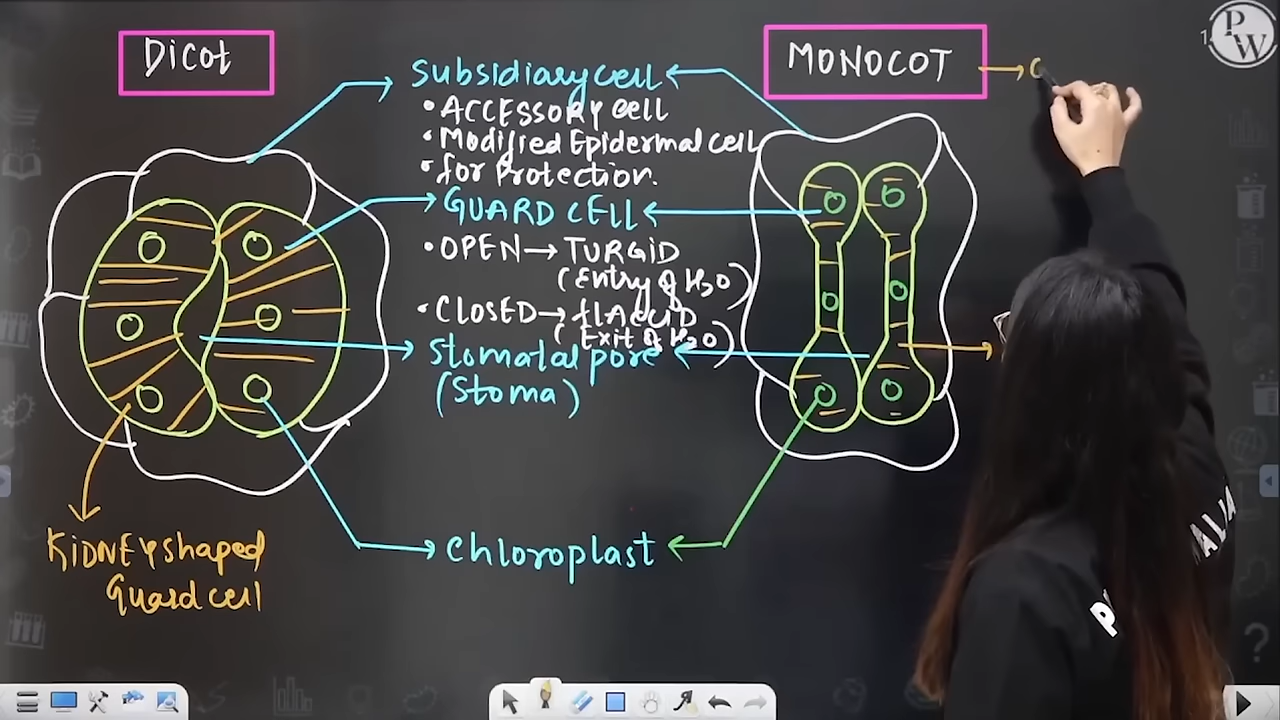 Dicot
MONOCOT
PW
Subsidiary cell
• ACCESSORY cell
• Modified Epidermal cell
• for Protection.
GUARD CELL
• OPEN → TURGID
(Entry of H₂O)
• CLOSED → flACCID
(Exit of H₂O)
Stomatal pore
(Stoma)
Chloroplast
KiDNEY shaped
Guard cell